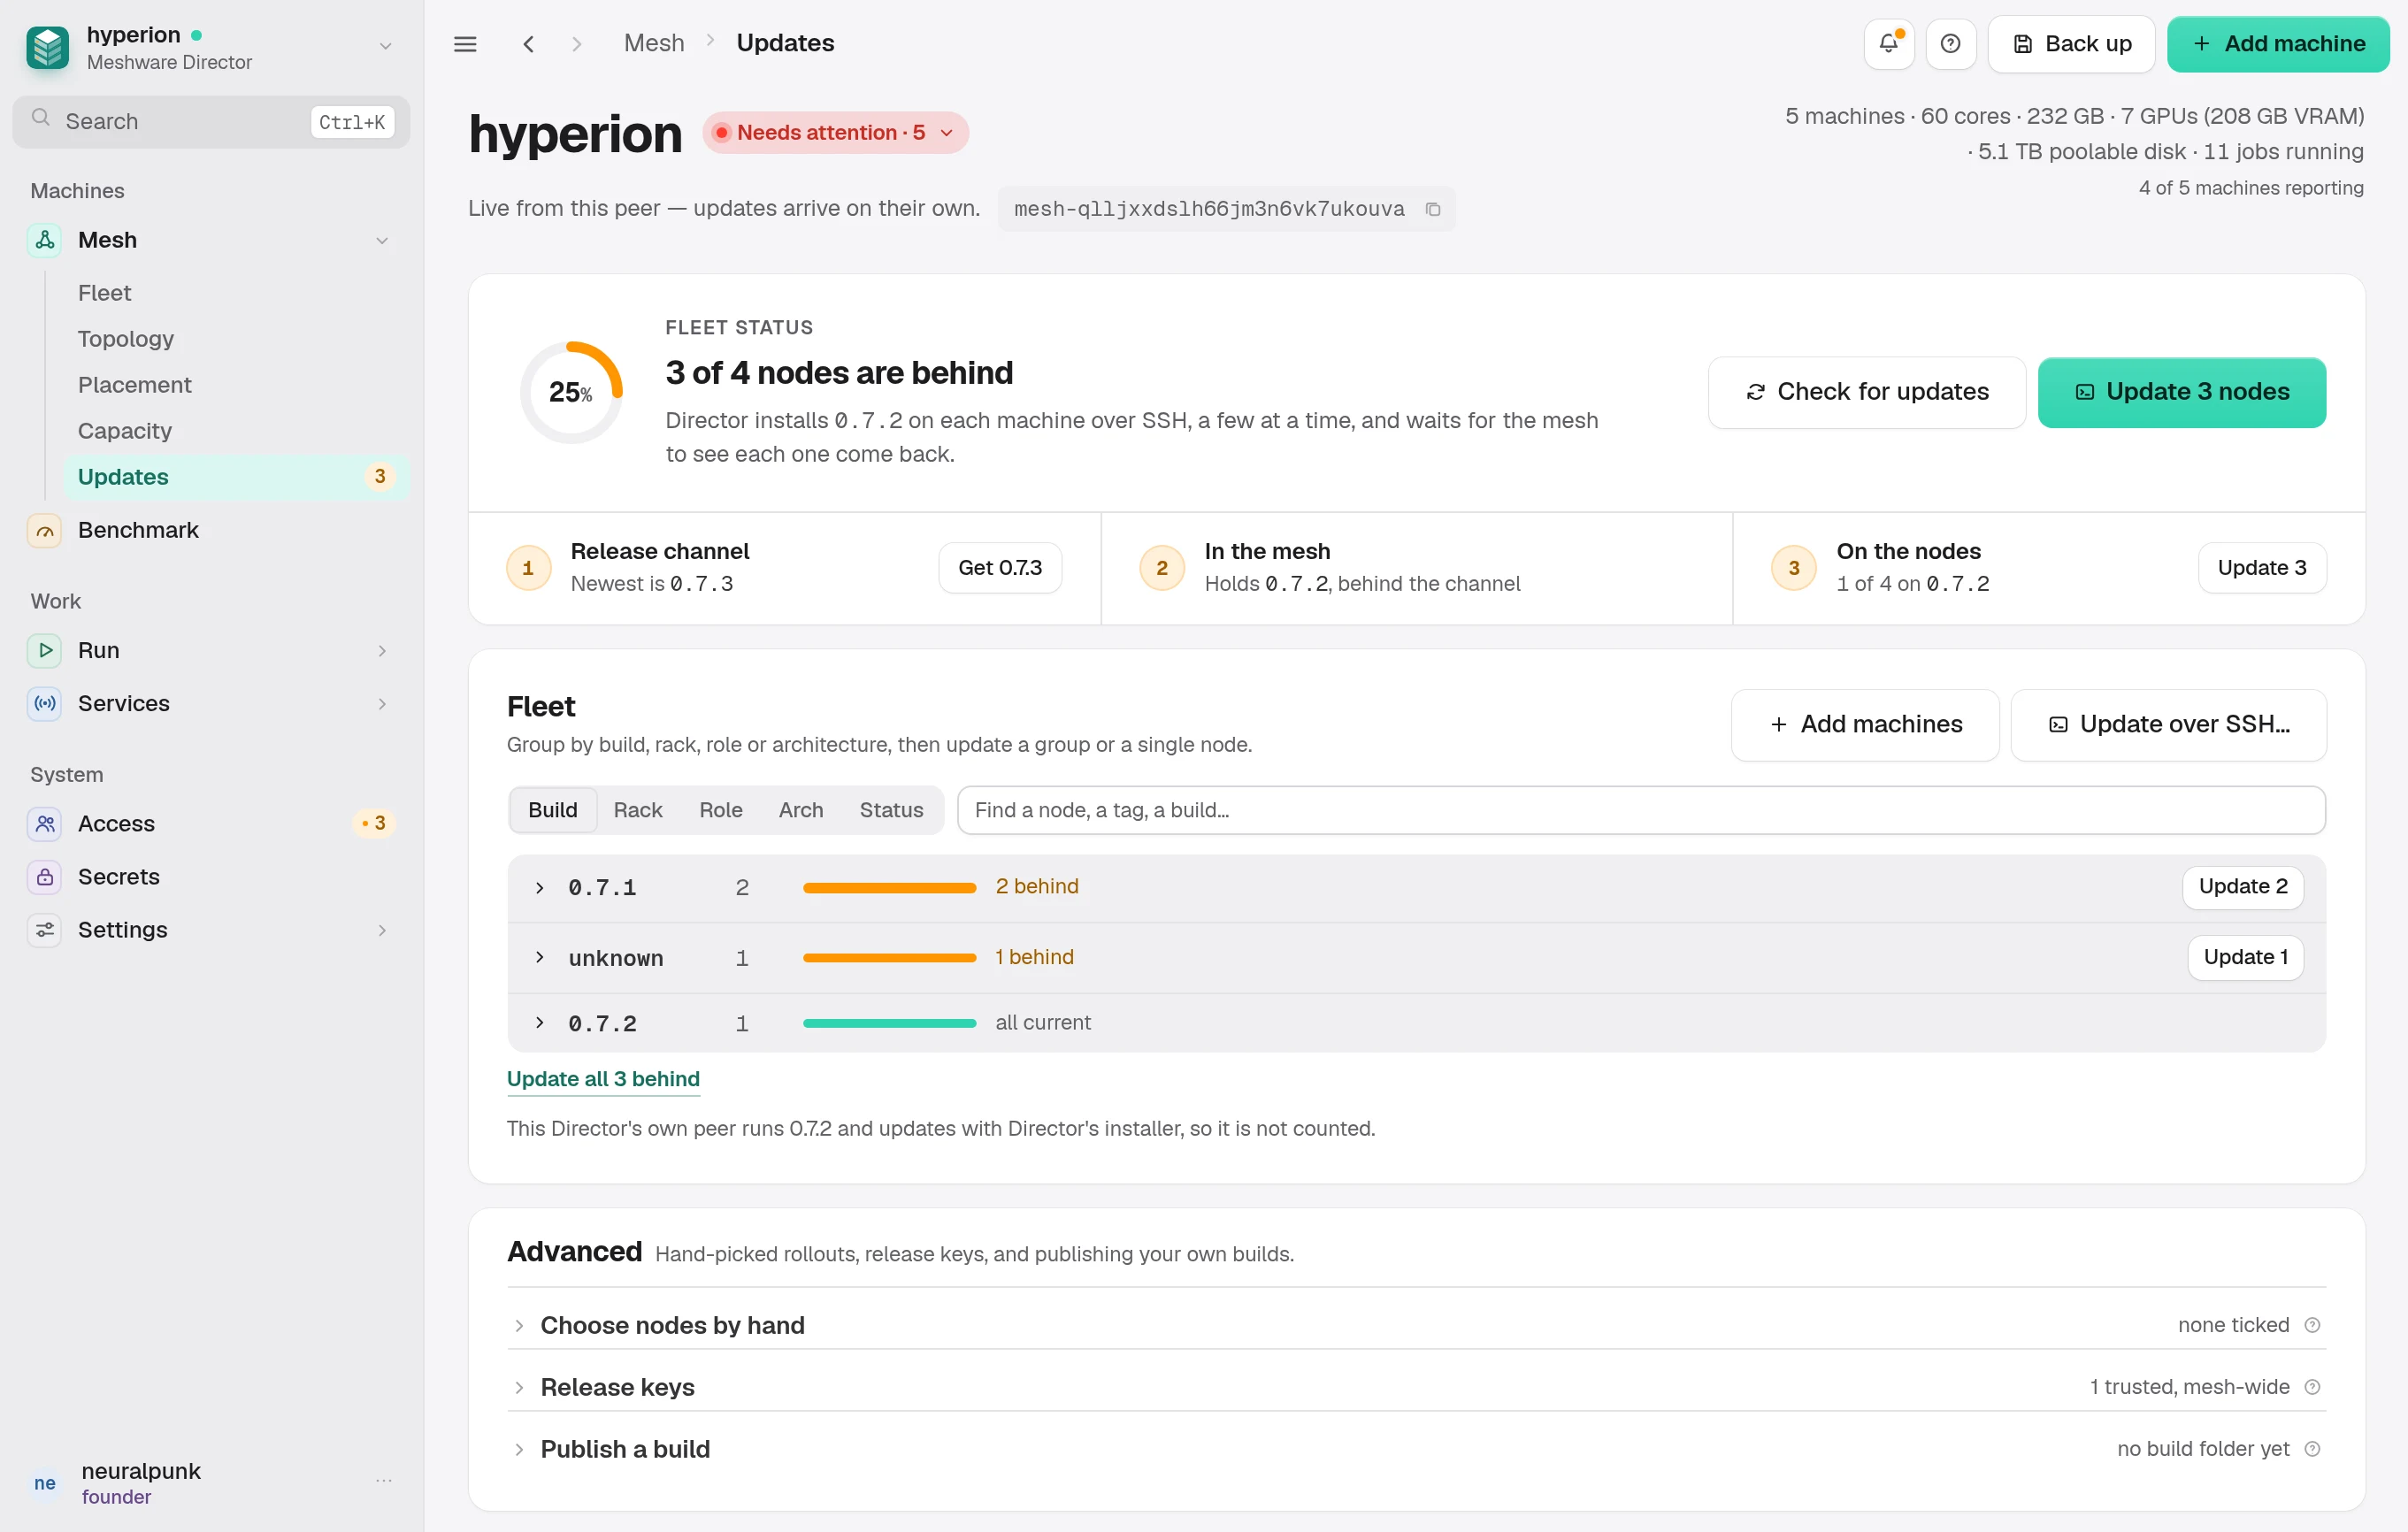 hyperion
Meshware Director
Search
Ctrl+K
Machines
Mesh
Fleet
Topology
Placement
Capacity
Updates
3
Benchmark
Work
Run
Services
System
Access
• 3
Secrets
Settings
ne
neuralpunk
founder
Mesh
Updates
Back up
+ Add machine
hyperion
Needs attention · 5
5 machines · 60 cores · 232 GB · 7 GPUs (208 GB VRAM)
· 5.1 TB poolable disk · 11 jobs running
4 of 5 machines reporting
Live from this peer — updates arrive on their own.
mesh-qlljxxdslh66jm3n6vk7ukouva
25%
FLEET STATUS
3 of 4 nodes are behind
Director installs 0.7.2 on each machine over SSH, a few at a time, and waits for the mesh
to see each one come back.
Check for updates
Update 3 nodes
1
Release channel
Newest is 0.7.3
Get 0.7.3
2
In the mesh
Holds 0.7.2, behind the channel
3
On the nodes
1 of 4 on 0.7.2
Update 3
Fleet
Group by build, rack, role or architecture, then update a group or a single node.
+ Add machines
Update over SSH...
Build
Rack
Role
Arch
Status
Find a node, a tag, a build...
0.7.1
2
2 behind
Update 2
unknown
1
1 behind
Update 1
0.7.2
1
all current
Update all 3 behind
This Director's own peer runs 0.7.2 and updates with Director's installer, so it is not counted.
Advanced Hand-picked rollouts, release keys, and publishing your own builds.
Choose nodes by hand
none ticked
Release keys
1 trusted, mesh-wide
Publish a build
no build folder yet